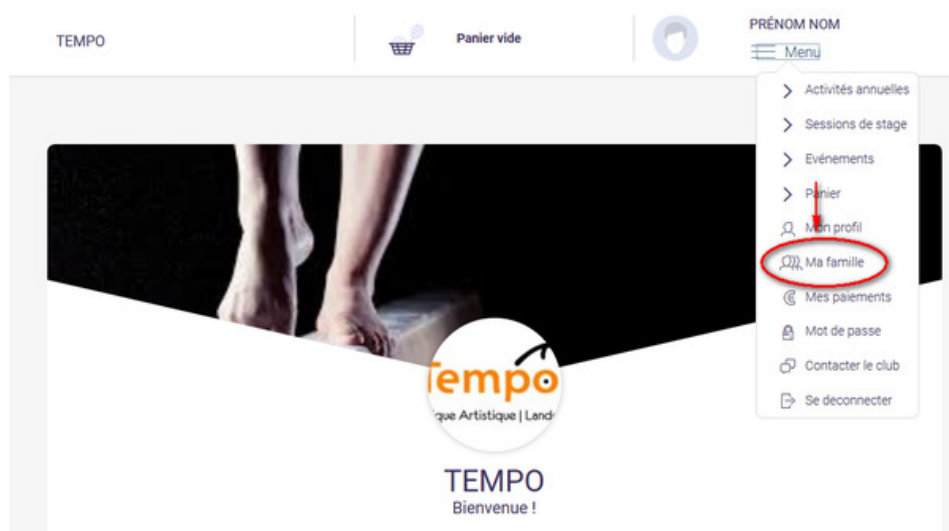 TEMPO
Panier vide
PRÉNOM NOM
Menu
Activités annuelles
Sessions de stage
Evénements
Panier
Mon profil
Ma famille
Mes paiements
Mot de passe
Contacter le club
Se deconnecter
Tempo
que Artistique | Land
TEMPO
Bienvenue !